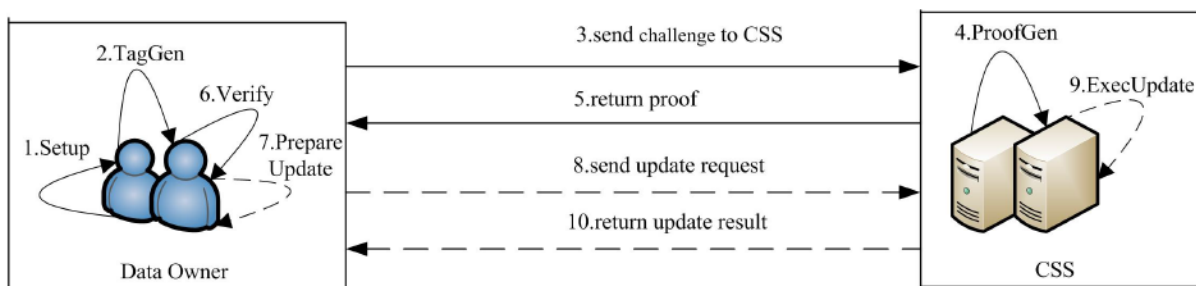 2.TagGen
6.Verify
1.Setup
7.Prepare
Update
Data Owner
3.send challenge to CSS
5.return proof
8.send update request
10.return update result
4.ProofGen
9.ExecUpdate
CSS